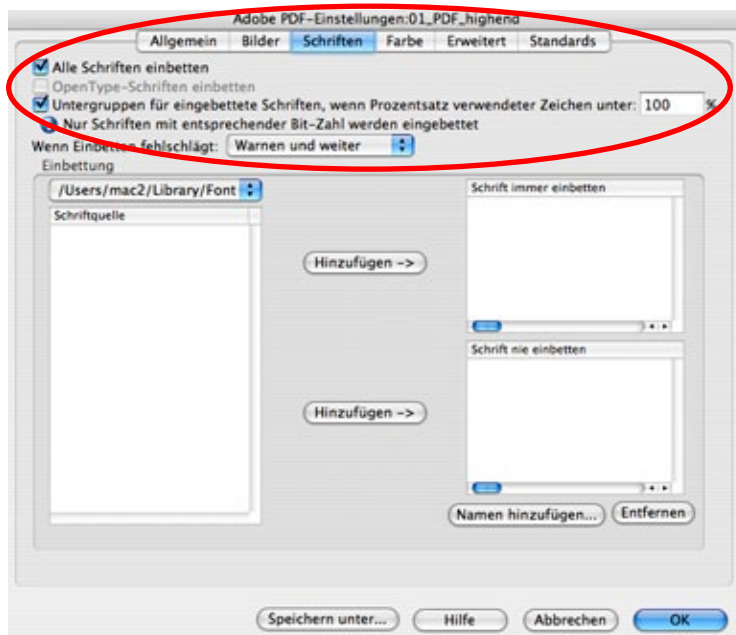 Adobe PDF-Einstellungen:01_PDF_highend
Allgemein Bilder Schriften Farbe Erweitert Standards
Alle Schriften einbetten
OpenType-Schriften einbetten
Untergruppen für eingebettete Schriften, wenn Prozentsatz verwendeter Zeichen unter: 100 %
Nur Schriften mit entsprechender Bit-Zahl werden eingebettet
Wenn Einbetten fehlschlägt: Warnen und weiter
Einbettung
/Users/mac2/Library/Font
Schriftquelle
Schrift immer einbetten
Hinzufügen ->
Schrift nie einbetten
Hinzufügen ->
Namen hinzufügen... Entfernen
Speichern unter... Hilfe Abbrechen OK